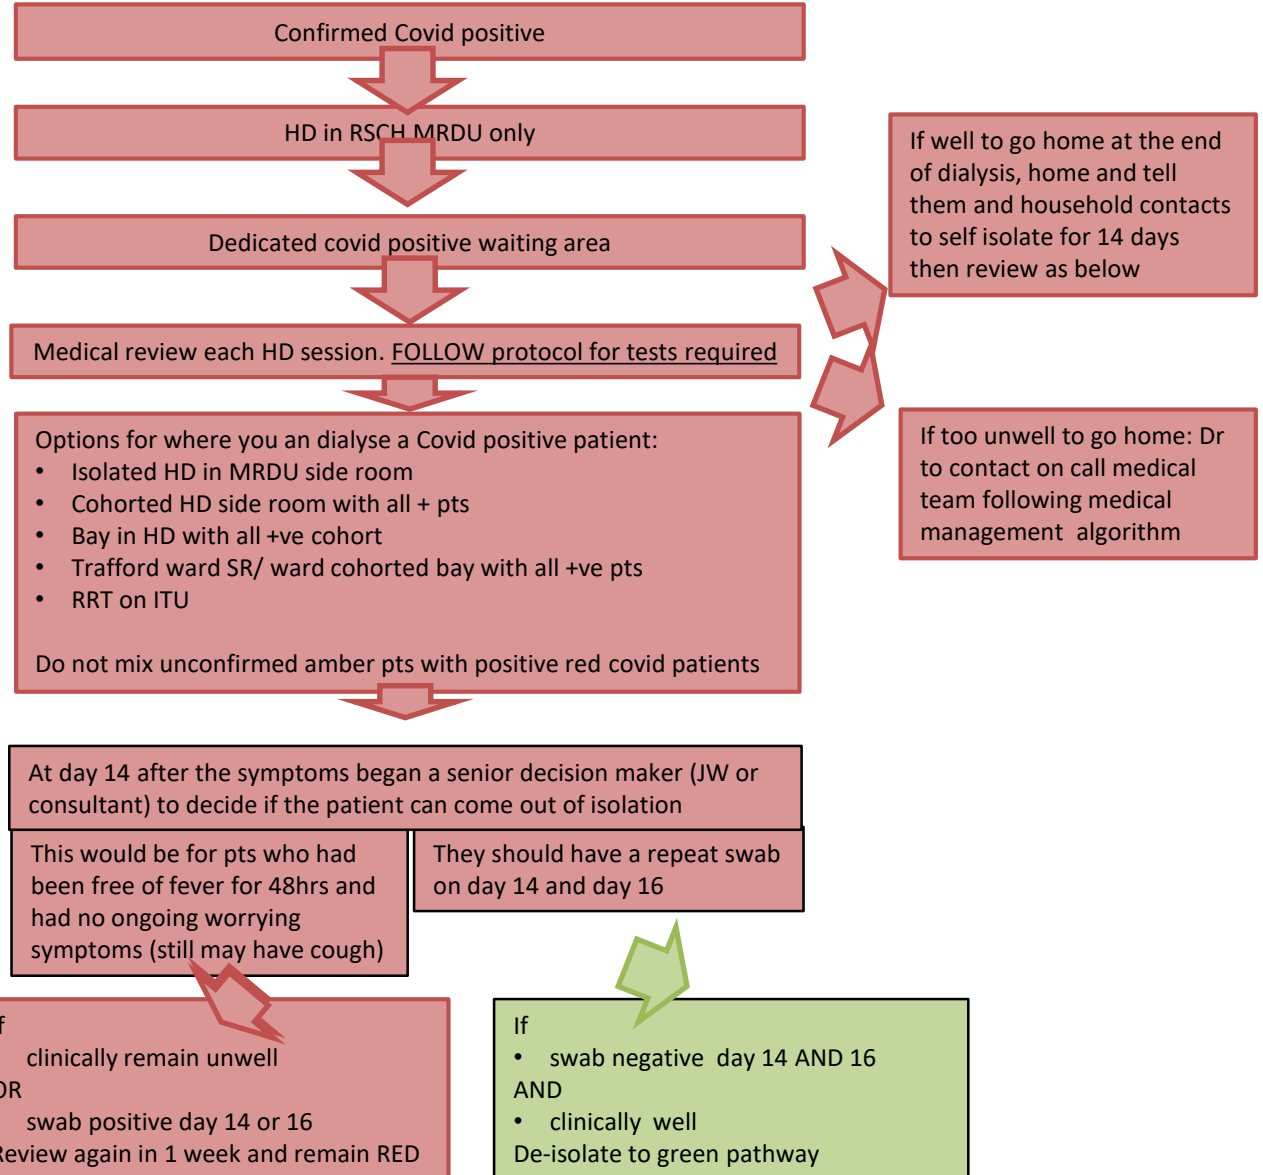 Confirmed Covid positive
HD in RSCH MRDU only
Dedicated covid positive waiting area
Medical review each HD session. FOLLOW protocol for tests required
If well to go home at the end
of dialysis, home and tell
them and household contacts
to self isolate for 14 days
then review as below
If too unwell to go home: Dr
to contact on call medical
team following medical
management algorithm
Options for where you an dialyse a Covid positive patient:
• Isolated HD in MRDU side room
• Cohorted HD side room with all + pts
• Bay in HD with all +ve cohort
• Trafford ward SR/ ward cohorted bay with all +ve pts
• RRT on ITU
Do not mix unconfirmed amber pts with positive red covid patients
At day 14 after the symptoms began a senior decision maker (JW or
consultant) to decide if the patient can come out of isolation
This would be for pts who had
been free of fever for 48hrs and
had no ongoing worrying
symptoms (still may have cough)
They should have a repeat swab
on day 14 and day 16
If
clinically remain unwell
OR
swab positive day 14 or 16
Review again in 1 week and remain RED
If
• swab negative day 14 AND 16
AND
• clinically well
De-isolate to green pathway